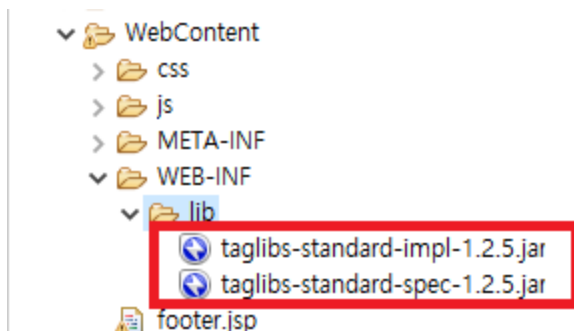 WebContent
css
js
META-INF
WEB-INF
lib
taglibs-standard-impl-1.2.5.jar
taglibs-standard-spec-1.2.5.jar
footer.jsp